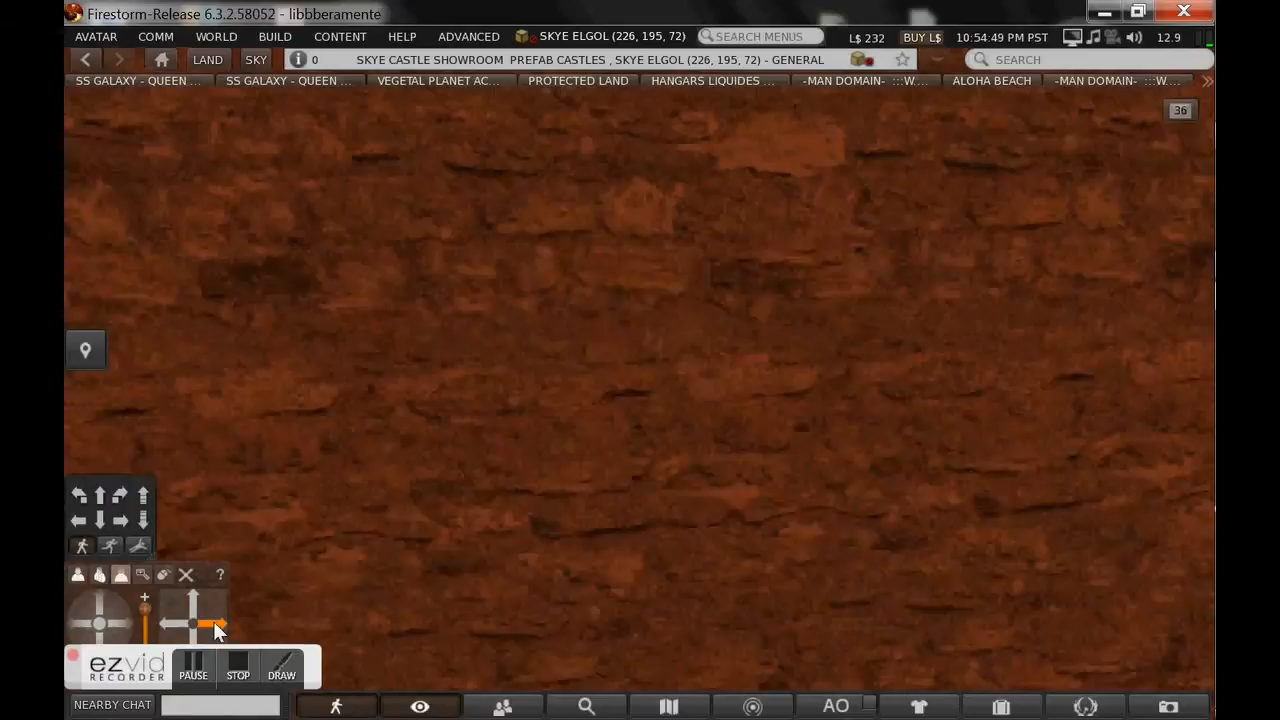 Firestorm-Release 6.3.2.58052 - libbberamente
AVATAR COMM WORLD BUILD CONTENT HELP ADVANCED SKYE ELGOL (226, 195, 72) SEARCH MENUS L$ 232 BUY L$ 10:54:49 PM PST 12.9
LAND SKY 0 SKYE CASTLE SHOWROOM PREFAB CASTLES , SKYE ELGOL (226, 195, 72) - GENERAL SEARCH
SS GALAXY - QUEEN ... SS GALAXY - QUEEN ... VEGETAL PLANET AC... PROTECTED LAND HANGARS LIQUIDES ... -MAN DOMAIN- :::W.... ALOHA BEACH -MAN DOMAIN- :::W....
36
ezvid
RECORDER
PAUSE STOP DRAW
NEARBY CHAT AO